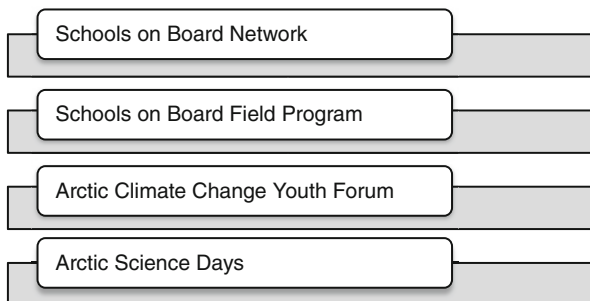 Schools on Board Network
Schools on Board Field Program
Arctic Climate Change Youth Forum
Arctic Science Days